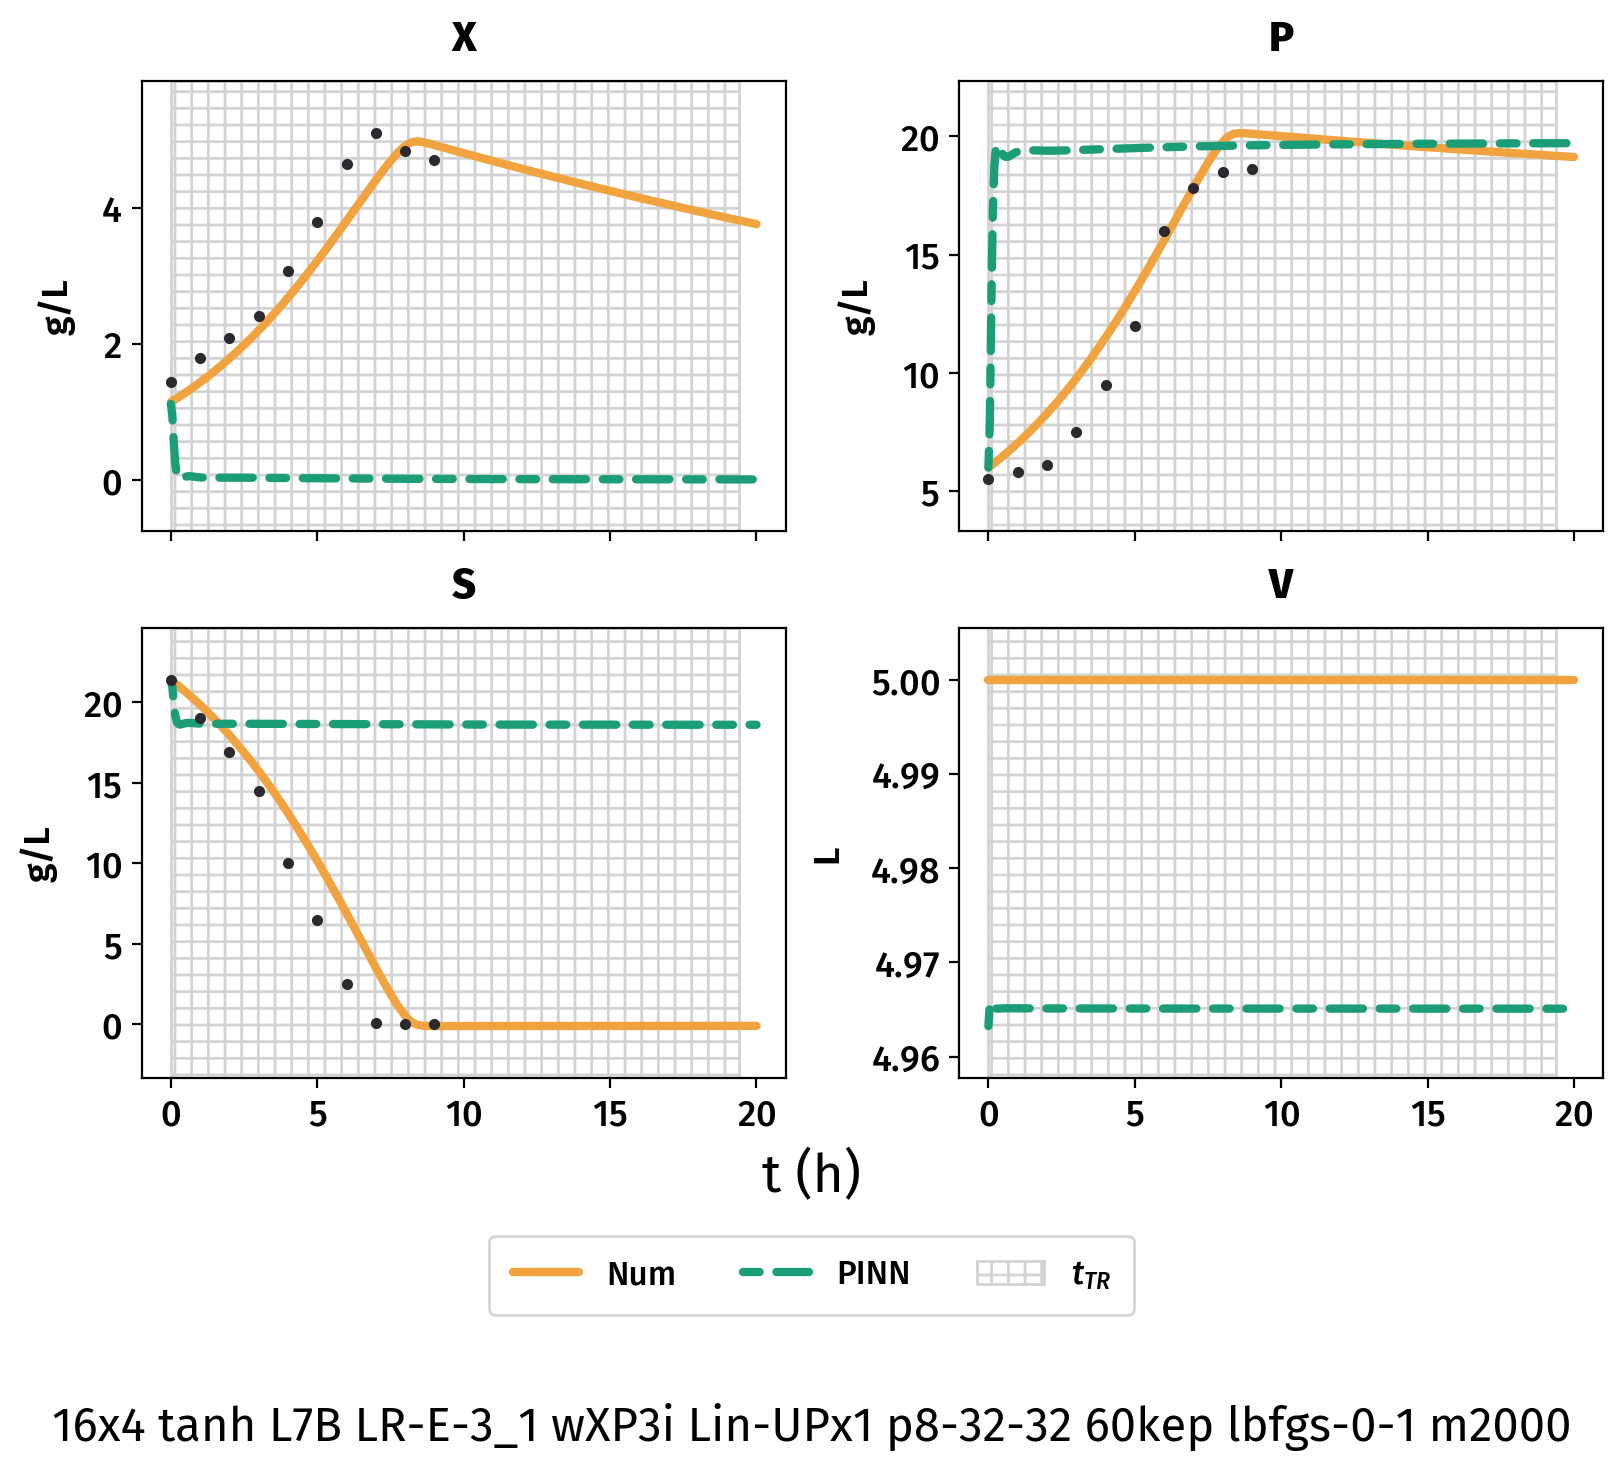 X
P
4
2
0
g/L
20
15
10
5
g/L
S
V
20
15
10
5
0
g/L
5.00
4.99
4.98
4.97
4.96
L
0 5 10 15 20
0 5 10 15 20
t (h)
Num PINN t_TR
16x4 tanh L7B LR-E-3_1 wXP3i Lin-UPx1 p8-32-32 60kep lbfgs-0-1 m2000